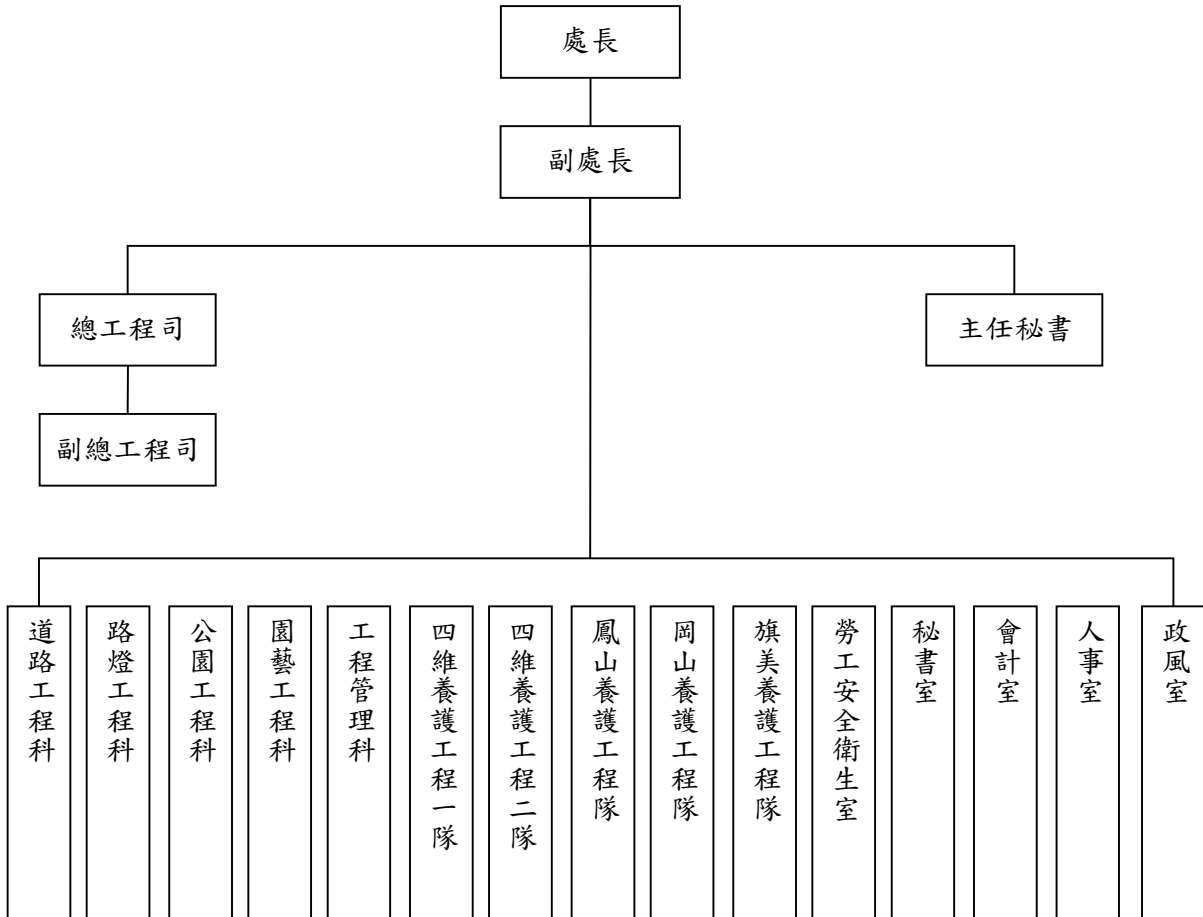 處長
副處長
總工程司
主任秘書
副總工程司
道路工程科
路燈工程科
公園工程科
園藝工程科
工程管理科
四維養護工程一隊
四維養護工程二隊
鳳山養護工程隊
岡山養護工程隊
旗美養護工程隊
勞工安全衛生室
秘書室
會計室
人事室
政風室